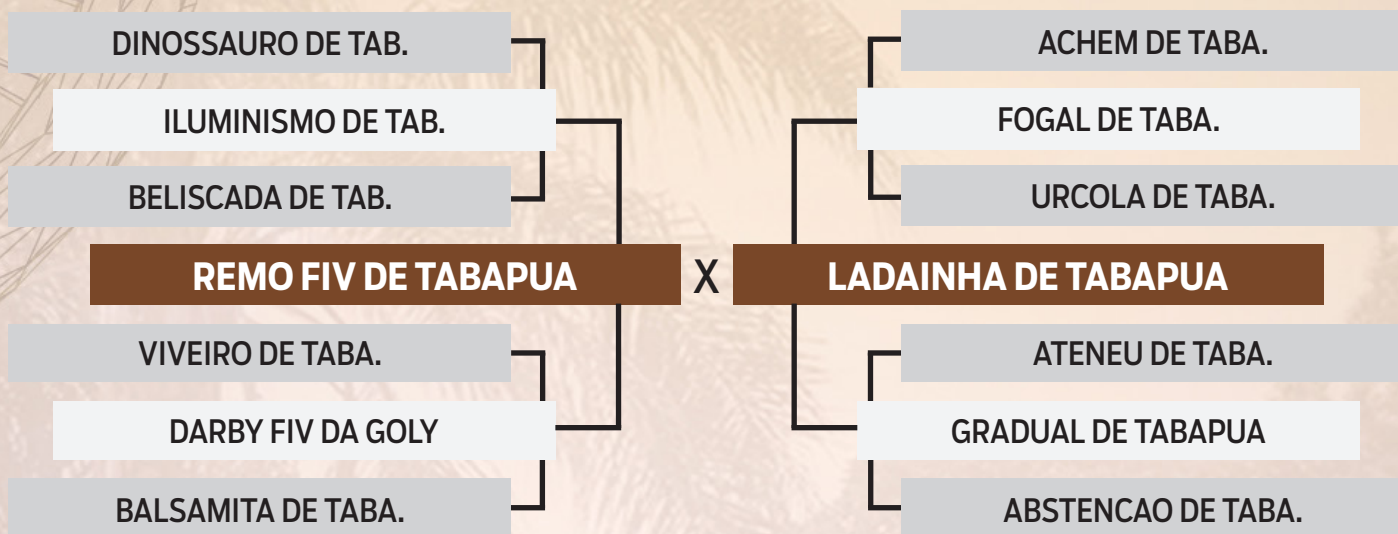 DINOSSAURO DE TAB.
ILUMINISMO DE TAB.
BELISCADA DE TAB.
ACHEM DE TABA.
FOGAL DE TABA.
URCOLA DE TABA.
REMO FIV DE TABAPUA X LADAINHA DE TABAPUA
VIVEIRO DE TABA.
DARBY FIV DA GOLY
BALSAMITA DE TABA.
ATENEU DE TABA.
GRADUAL DE TABAPUA
ABSTENCAO DE TABA.